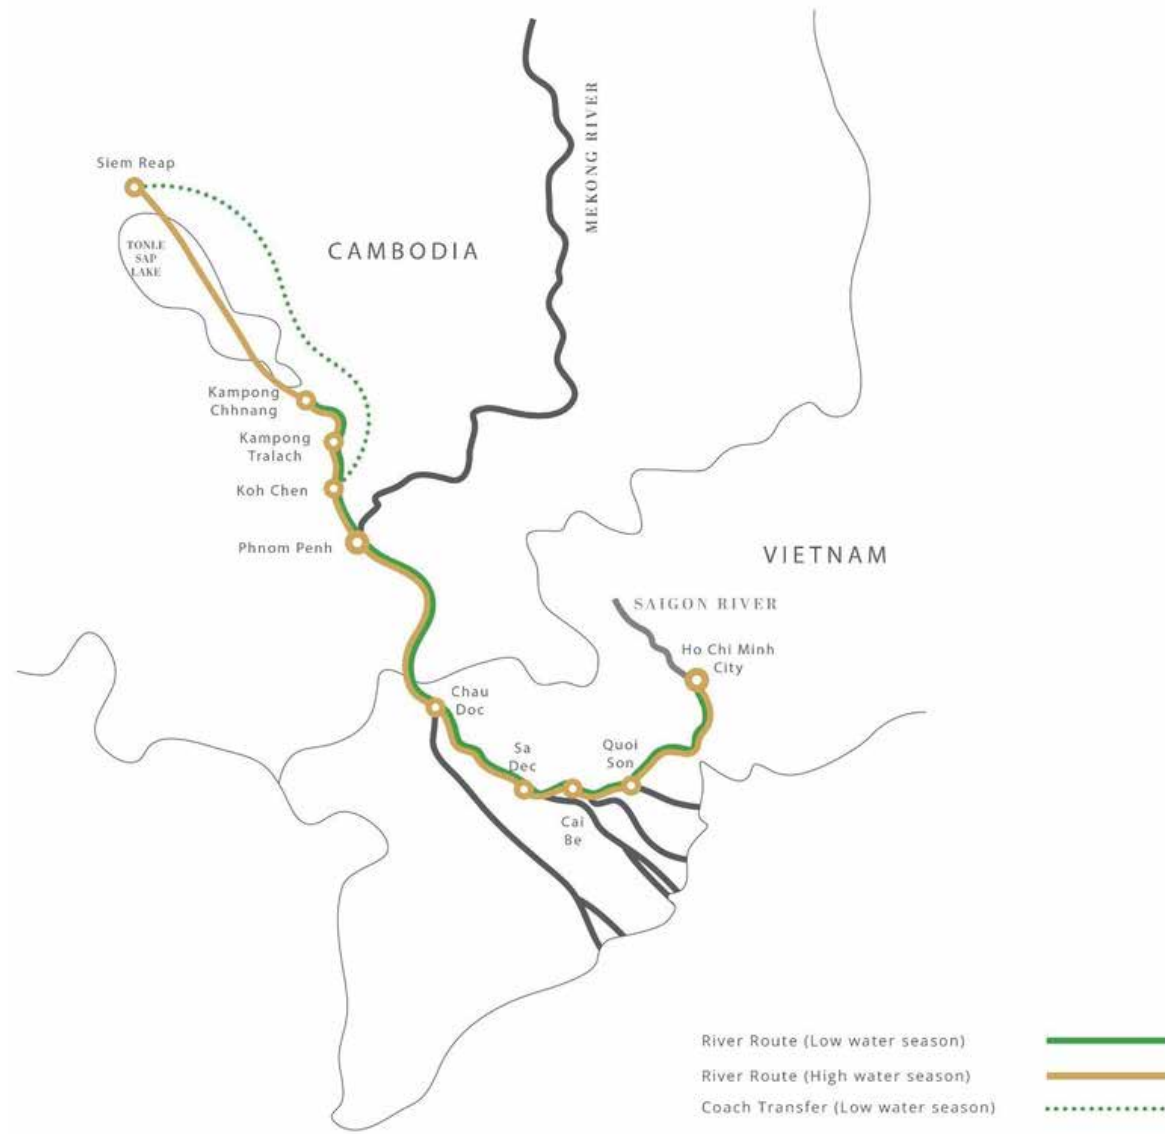 MEKONG RIVER
Siem Reap
CAMBODIA
TONLE
SAP
LAKE
Kampong
Chhnang
Kampong
Tralach
Koh Chen
Phnom Penh
VIETNAM
SAIGON RIVER
Ho Chi Minh
City
Chau
Doc
Sa
Dec
Quoi
Son
Cai
Be
River Route (Low water season)
River Route (High water season)
Coach Transfer (Low water season)